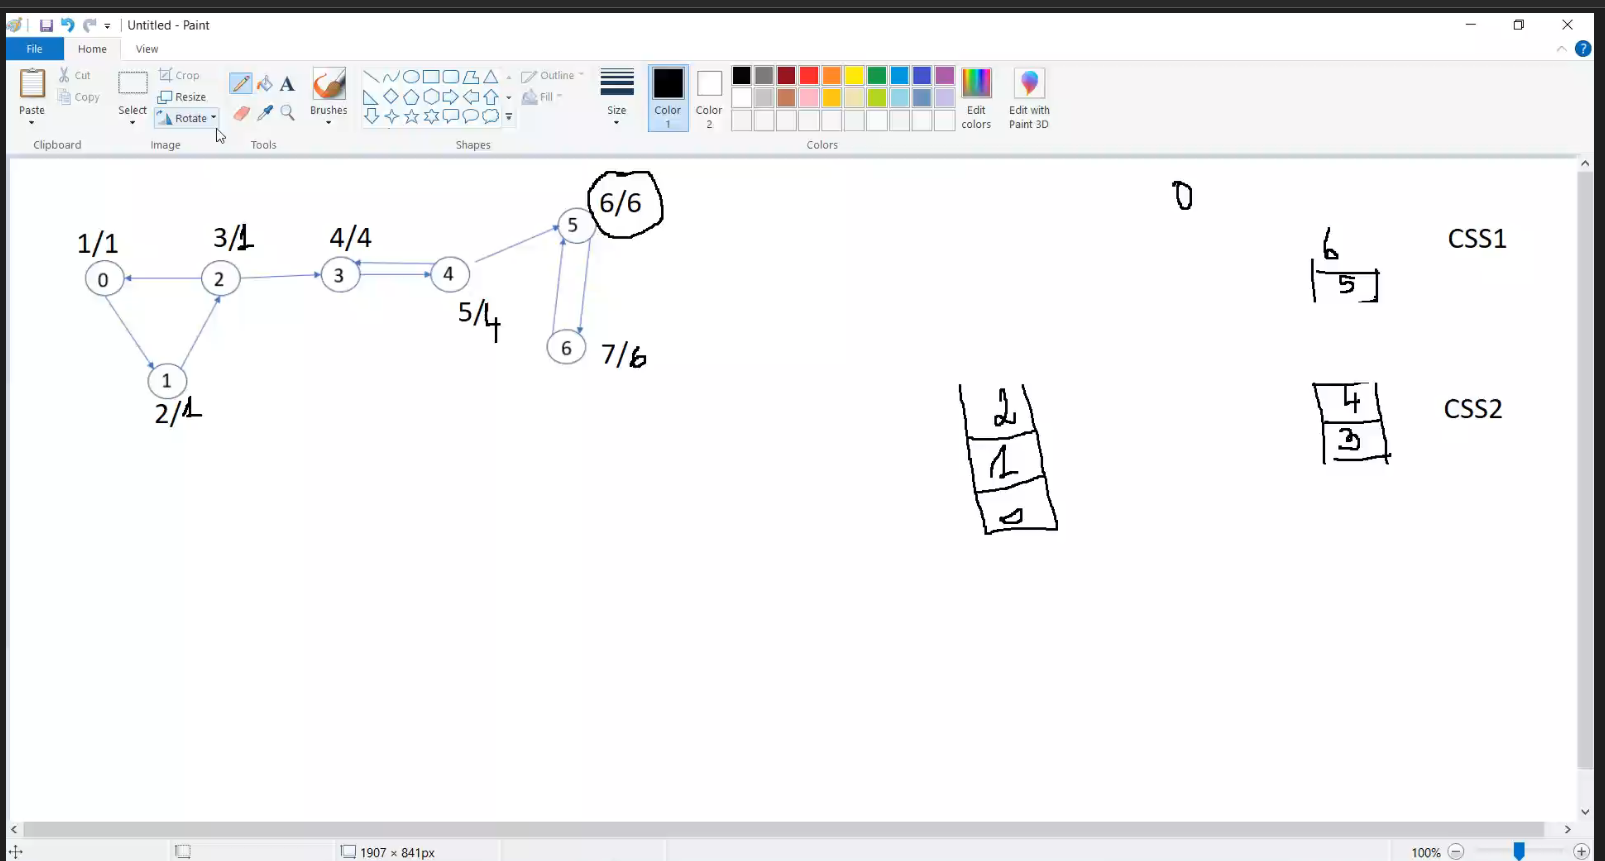 Untitled - Paint
File Home View
Paste
Cut
Copy
Clipboard
Select
Crop
Resize
Rotate
Image
Tools
Brushes
Shapes
Outline
Fill
Size
Color 1
Color 2
Edit colors
Edit with Paint 3D
Colors
1/1
0
3/1
2
4/4
3
4
5/4
6/6
5
6
7/6
1
2/1
0
6
5
CSS1
2
1
0
4
3
CSS2
1907 × 841px
100%